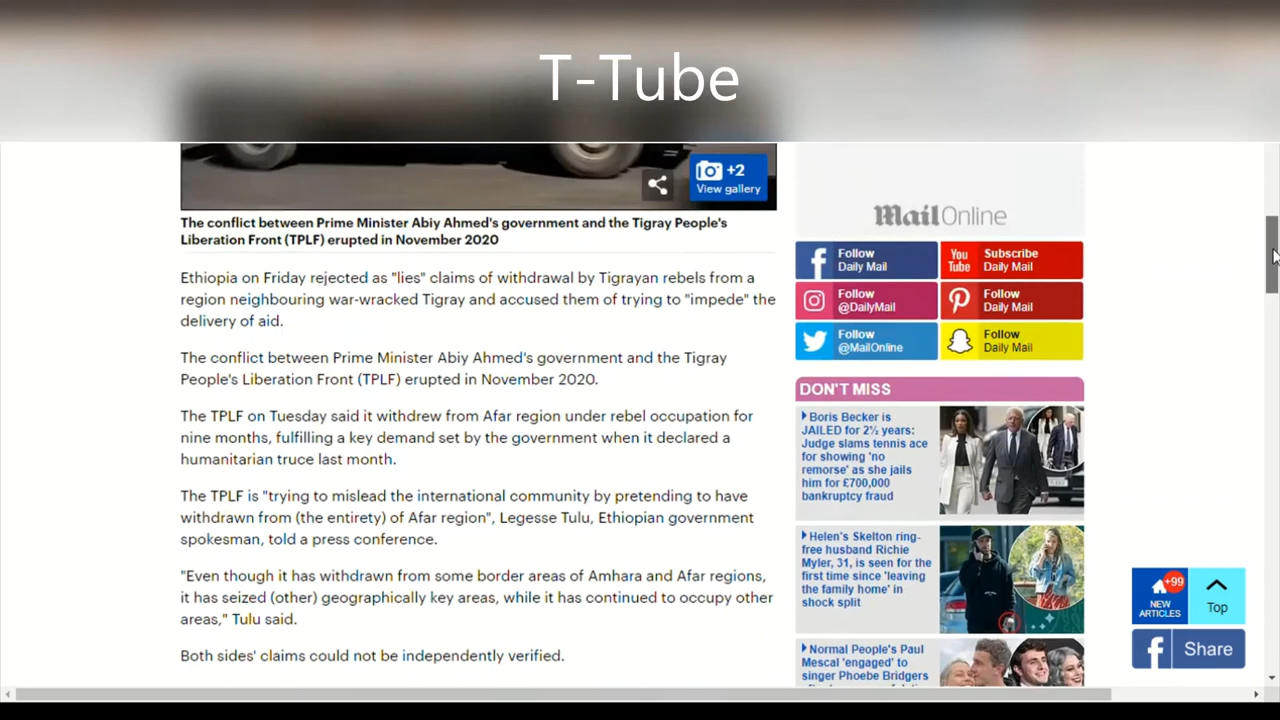 T-Tube
+2
View gallery
The conflict between Prime Minister Abiy Ahmed's government and the Tigray People's
Liberation Front (TPLF) erupted in November 2020
Ethiopia on Friday rejected as "lies" claims of withdrawal by Tigrayan rebels from a
region neighbouring war-wracked Tigray and accused them of trying to "impede" the
delivery of aid.
The conflict between Prime Minister Abiy Ahmed's government and the Tigray
People's Liberation Front (TPLF) erupted in November 2020.
The TPLF on Tuesday said it withdrew from Afar region under rebel occupation for
nine months, fulfilling a key demand set by the government when it declared a
humanitarian truce last month.
The TPLF is "trying to mislead the international community by pretending to have
withdrawn from (the entirety) of Afar region", Legesse Tulu, Ethiopian government
spokesman, told a press conference.
"Even though it has withdrawn from some border areas of Amhara and Afar regions,
it has seized (other) geographically key areas, while it has continued to occupy other
areas," Tulu said.
Both sides' claims could not be independently verified.
Mail Online
Follow
Daily Mail
You
Tube
Subscribe
Daily Mail
Follow
@DailyMail
Follow
Daily Mail
Follow
@MailOnline
Follow
Daily Mail
DON'T MISS
Boris Becker is
JAILED for 2½ years:
Judge slams tennis ace
for showing 'no
remorse' as she jails
him for £700,000
bankruptcy fraud
Helen's Skelton ring-
free husband Richie
Myler, 31, is seen for the
first time since 'leaving
the family home' in
shock split
Normal People's Paul
Mescal 'engaged' to
singer Phoebe Bridgers
+99
NEW
ARTICLES
Top
Share